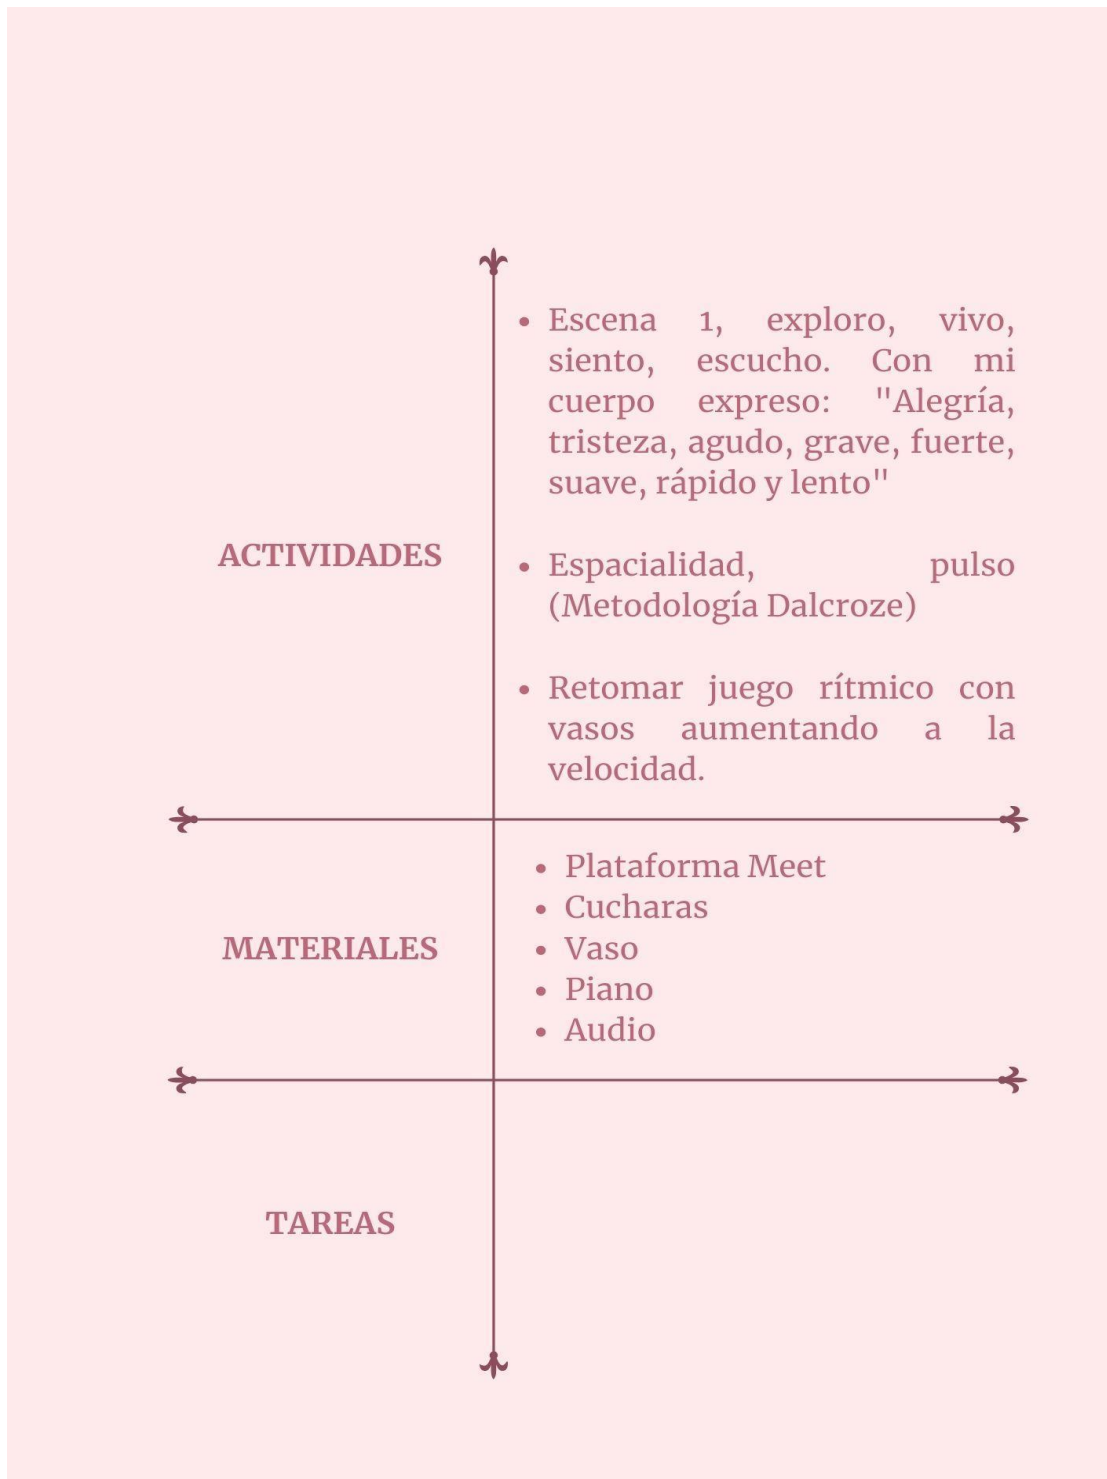 • Escena 1, exploro, vivo,
siento, escucho. Con mi
cuerpo expreso: "Alegría,
tristeza, agudo, grave, fuerte,
suave, rápido y lento"
ACTIVIDADES
• Espacialidad, pulso
(Metodología Dalcroze)
• Retomar juego rítmico con
vasos aumentando a la
velocidad.
MATERIALES
• Plataforma Meet
• Cucharas
• Vaso
• Piano
• Audio
TAREAS